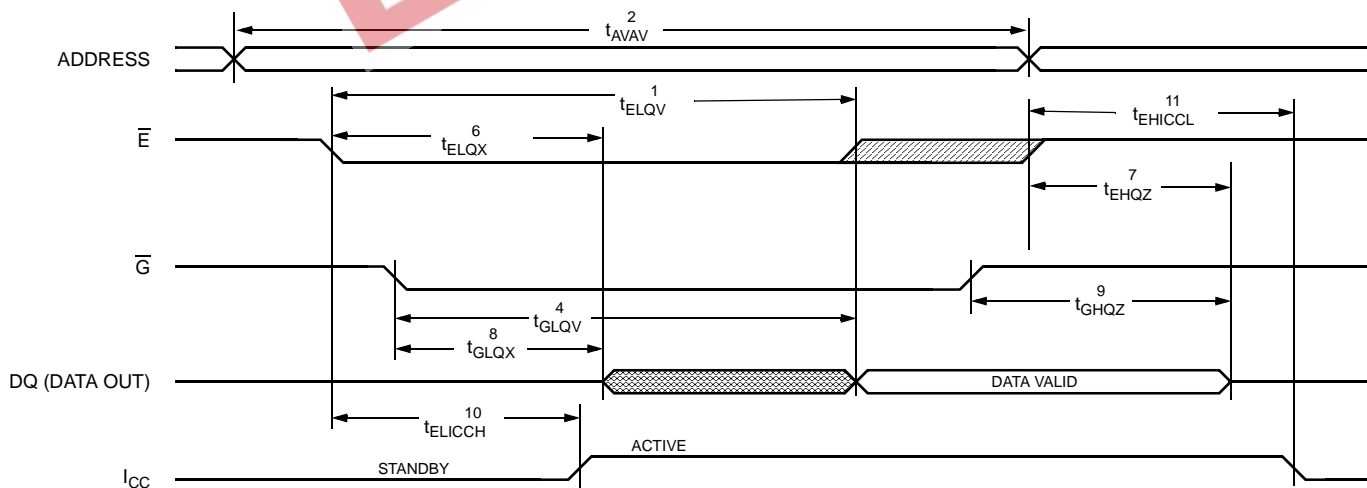 2
tAVAV
ADDRESS
1
tELQV
11
tEHICCL
6
tELQX
E
7
tEHQZ
G
9
tGHQZ
4
tGLQV
8
tGLQX
DQ (DATA OUT)
DATA VALID
10
tELICCH
ACTIVE
STANDBY
ICC